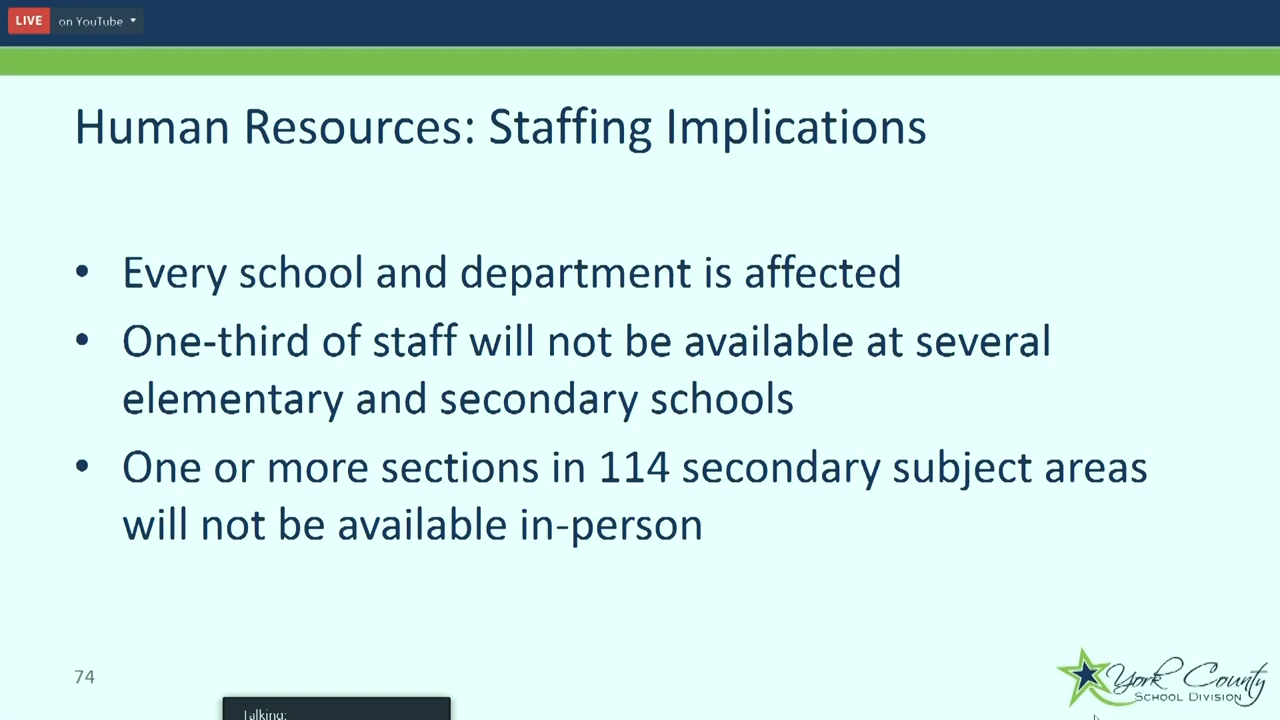 LIVE on YouTube
Human Resources: Staffing Implications
• Every school and department is affected
• One-third of staff will not be available at several
elementary and secondary schools
• One or more sections in 114 secondary subject areas
will not be available in-person
74
York County
SCHOOL DIVISION
Talking: